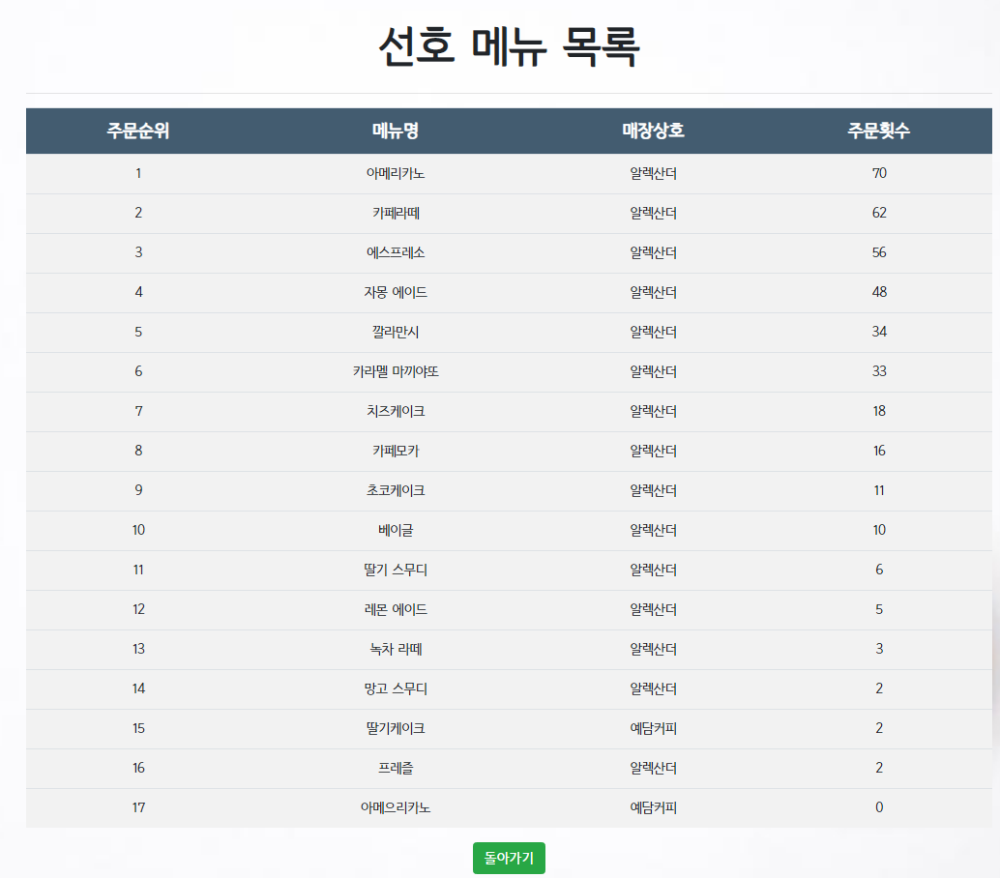 선호 메뉴 목록
주문순위 메뉴명 매장상호 주문횟수
1 아메리카노 알렉산더 70
2 카페라떼 알렉산더 62
3 에스프레소 알렉산더 56
4 자몽 에이드 알렉산더 48
5 깔라만시 알렉산더 34
6 카라멜 마끼야또 알렉산더 33
7 치즈케이크 알렉산더 18
8 카페모카 알렉산더 16
9 초코케이크 알렉산더 11
10 베이글 알렉산더 10
11 딸기 스무디 알렉산더 6
12 레몬 에이드 알렉산더 5
13 녹차 라떼 알렉산더 3
14 망고 스무디 알렉산더 2
15 딸기케이크 예담커피 2
16 프레즐 알렉산더 2
17 아메으리카노 예담커피 0
돌아가기